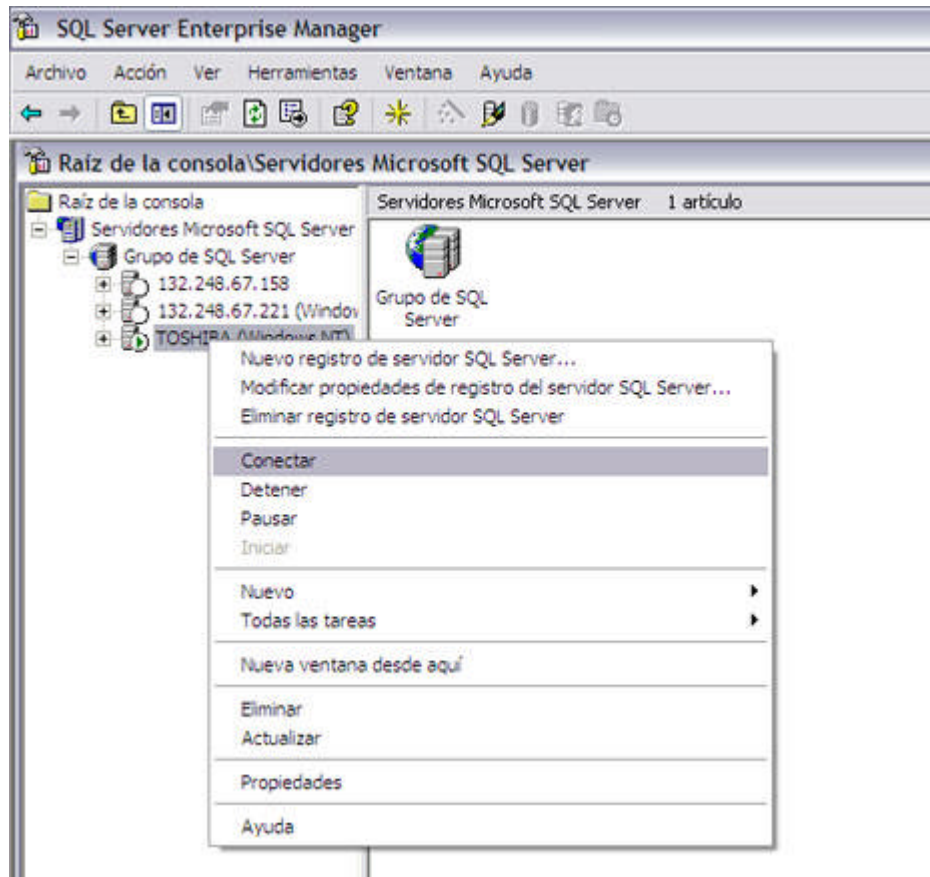 SQL Server Enterprise Manager
Archivo Acción Ver Herramientas Ventana Ayuda
Raíz de la consola\Servidores Microsoft SQL Server
Raíz de la consola
Servidores Microsoft SQL Server
Grupo de SQL Server
132.248.67.158
132.248.67.221 (Window
TOSHIBA (Windows NT)
Servidores Microsoft SQL Server 1 artículo
Grupo de SQL
Server
Nuevo registro de servidor SQL Server...
Modificar propiedades de registro del servidor SQL Server...
Eliminar registro de servidor SQL Server
Conectar
Detener
Pausar
Iniciar
Nuevo
Todas las tareas
Nueva ventana desde aquí
Eliminar
Actualizar
Propiedades
Ayuda